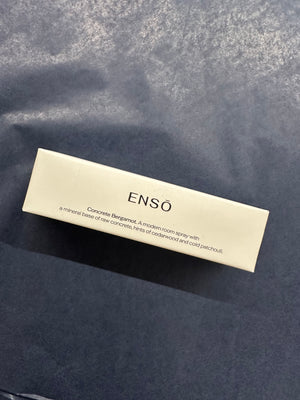 ENSŌ
Concrete Bergamot. A modern room spray with
a mineral base of raw concrete, hints of cedarwood and cold patchouli.